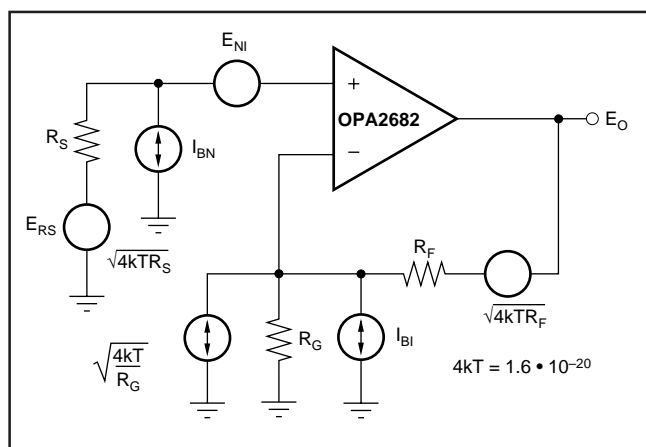 E_NI
+
R_S
OPA2682
E_O
I_BN
−
E_RS
R_F
√4kTR_S
√4kTR_F
R_G
I_BI
√4kT/R_G
4kT = 1.6 • 10⁻²⁰